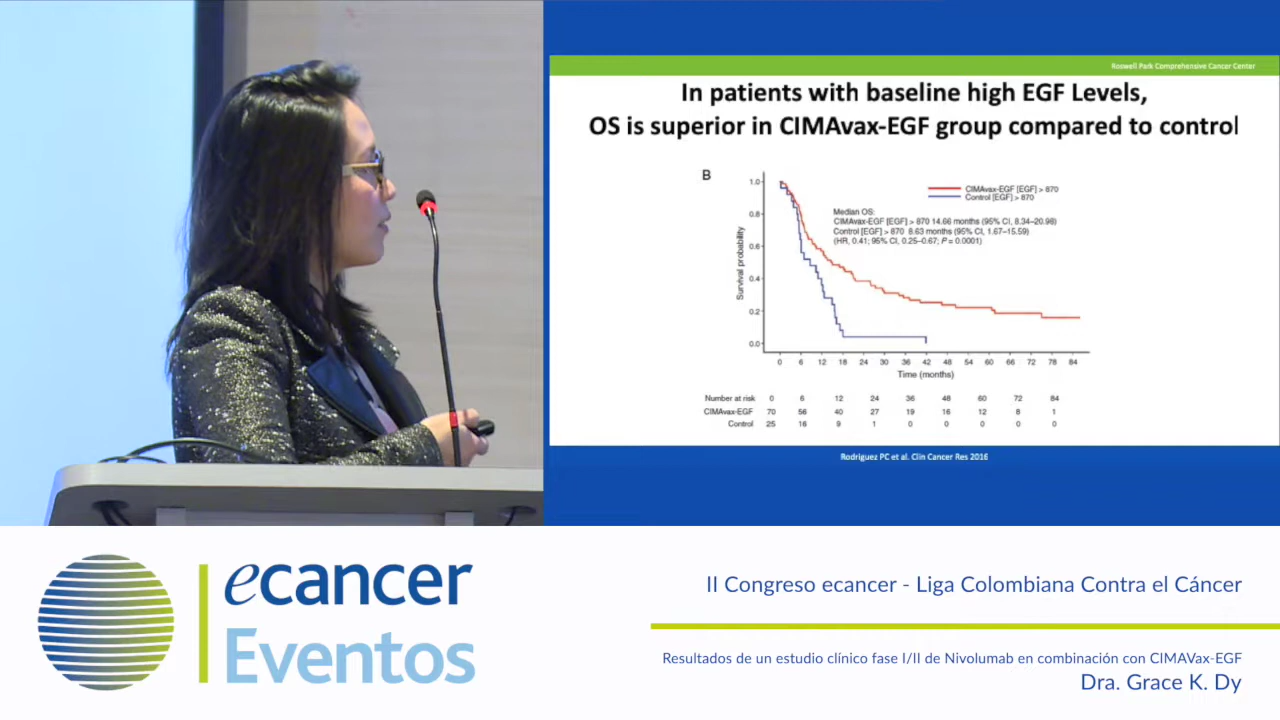 Roswell Park Comprehensive Cancer Center
In patients with baseline high EGF Levels,
OS is superior in CIMAvax-EGF group compared to control
B
CIMAvax-EGF [EGF] > 870
Control [EGF] > 870
Median OS:
CIMAvax-EGF [EGF] > 870 14.66 months (95% CI, 8.34–20.98)
Control [EGF] > 870 8.63 months (95% CI, 1.67–15.59)
(HR, 0.41; 95% CI, 0.25–0.67; P = 0.0001)
Survival probability
1.0
0.8
0.6
0.4
0.2
0.0
0 6 12 18 24 30 36 42 48 54 60 66 72 78 84
Time (months)
Number at risk 0 6 12 24 36 48 60 72 84
CIMAvax-EGF 70 56 40 27 19 16 12 8 1
Control 25 16 9 1 0 0 0 0 0
Rodriguez PC et al. Clin Cancer Res 2016
ecancer
Eventos
II Congreso ecancer - Liga Colombiana Contra el Cáncer
Resultados de un estudio clínico fase I/II de Nivolumab en combinación con CIMAVax-EGF
Dra. Grace K. Dy